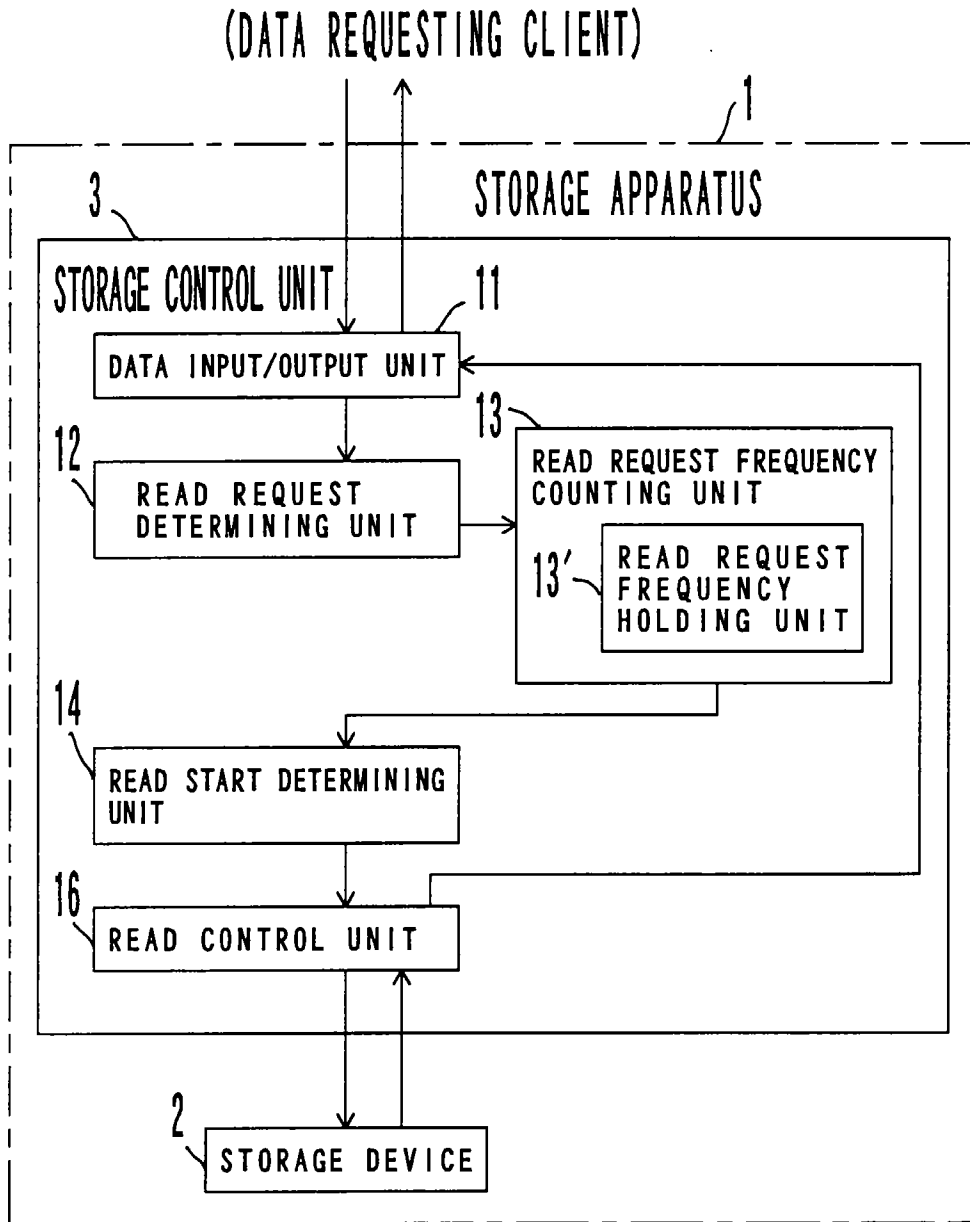 (DATA REQUESTING CLIENT)
1
STORAGE APPARATUS
3
STORAGE CONTROL UNIT
11
DATA INPUT/OUTPUT UNIT
13
12
READ REQUEST FREQUENCY
COUNTING UNIT
READ REQUEST
DETERMINING UNIT
13'
READ REQUEST
FREQUENCY
HOLDING UNIT
14
READ START DETERMINING
UNIT
16
READ CONTROL UNIT
2
STORAGE DEVICE